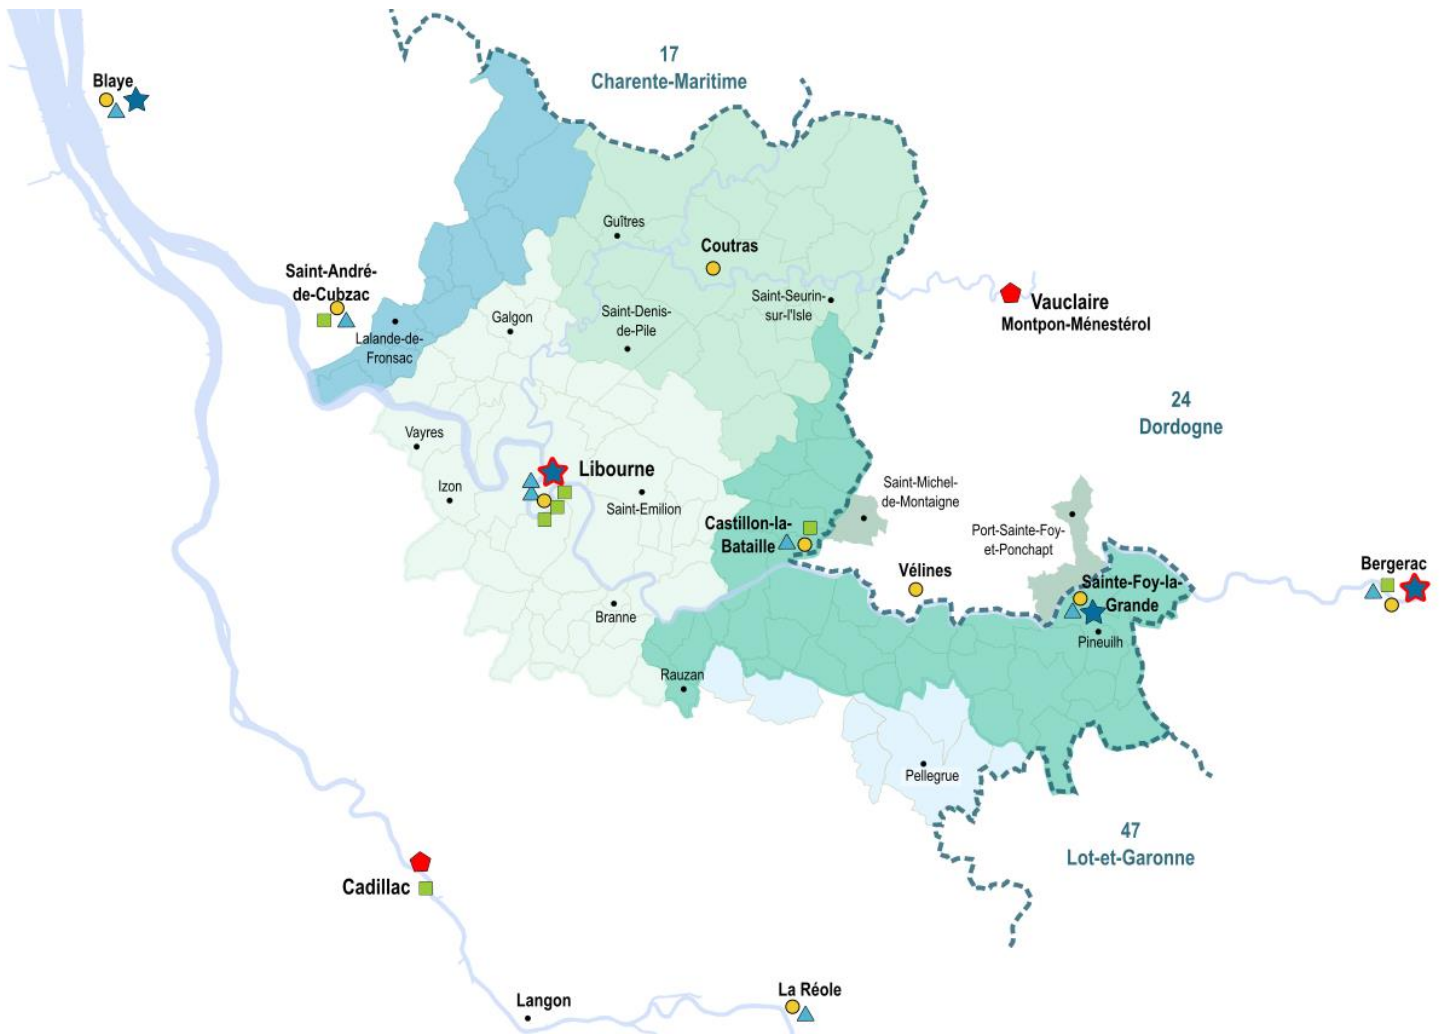 17
Charente-Maritime
Blaye
Guîtres
Coutras
Saint-André-
de-Cubzac
Saint-Seurin-
sur-l'Isle
Vauclaire
Montpon-Ménestérol
Galgon
Saint-Denis-
de-Pile
Lalande-de-
Fronsac
24
Dordogne
Vayres
Libourne
Izon
Saint-Emilion
Saint-Michel-
de-Montaigne
Castillon-la-
Bataille
Port-Sainte-Foy-
et-Ponchapt
Vélines
Sainte-Foy-la-
Grande
Bergerac
Branne
Pineuilh
Rauzan
Pellegrue
47
Lot-et-Garonne
Cadillac
La Réole
Langon